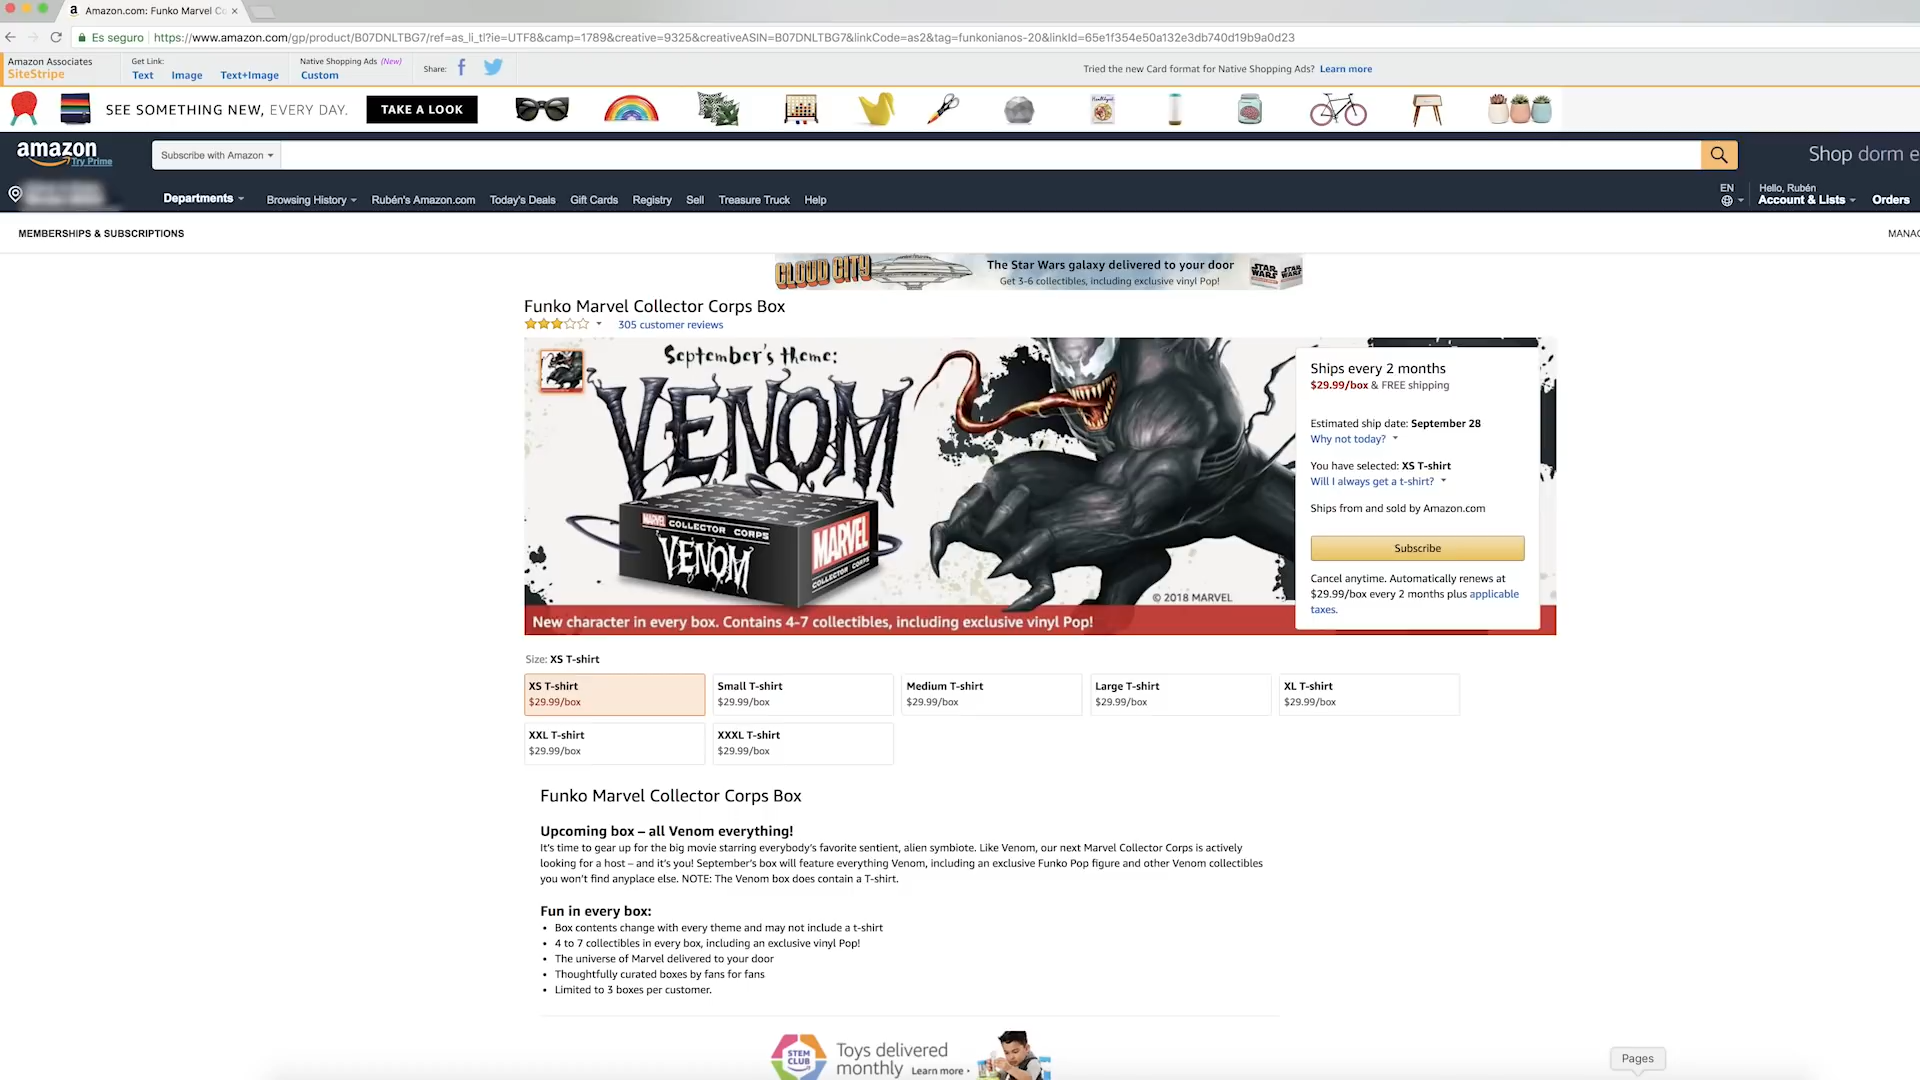 Amazon.com: Funko Marvel Co
Es seguro https://www.amazon.com/gp/product/B07DNLTBG7/ref=as_li_tl?ie=UTF8&camp=1789&creative=9325&creativeASIN=B07DNLTBG7&linkCode=as2&tag=funkonianos-20&linkId=65e1f354e50a132e3db740d19b9a0d23
Amazon Associates
SiteStripe
Get Link:
Text Image Text+Image
Native Shopping Ads (New)
Custom
Share:
Tried the new Card format for Native Shopping Ads? Learn more
SEE SOMETHING NEW, EVERY DAY. TAKE A LOOK
amazon
Try Prime
Subscribe with Amazon
Shop dorm e
Departments Browsing History Rubén's Amazon.com Today's Deals Gift Cards Registry Sell Treasure Truck Help
EN
Hello, Rubén
Account & Lists
Orders
MEMBERSHIPS & SUBSCRIPTIONS
MANAG
CLOUD CITY
The Star Wars galaxy delivered to your door
Get 3-6 collectibles, including exclusive vinyl Pop!
STAR WARS STAR WARS
Funko Marvel Collector Corps Box
305 customer reviews
September's theme:
VENOM
MARVEL COLLECTOR CORPS
VENOM
MARVEL
COLLECTOR CORPS
© 2018 MARVEL
New character in every box. Contains 4-7 collectibles, including exclusive vinyl Pop!
Ships every 2 months
$29.99/box & FREE shipping
Estimated ship date: September 28
Why not today?
You have selected: XS T-shirt
Will I always get a t-shirt?
Ships from and sold by Amazon.com
Subscribe
Cancel anytime. Automatically renews at
$29.99/box every 2 months plus applicable
taxes.
Size: XS T-shirt
XS T-shirt
$29.99/box
Small T-shirt
$29.99/box
Medium T-shirt
$29.99/box
Large T-shirt
$29.99/box
XL T-shirt
$29.99/box
XXL T-shirt
$29.99/box
XXXL T-shirt
$29.99/box
Funko Marvel Collector Corps Box
Upcoming box – all Venom everything!
It's time to gear up for the big movie starring everybody's favorite sentient, alien symbiote. Like Venom, our next Marvel Collector Corps is actively
looking for a host – and it's you! September's box will feature everything Venom, including an exclusive Funko Pop figure and other Venom collectibles
you won't find anyplace else. NOTE: The Venom box does contain a T-shirt.
Fun in every box:
• Box contents change with every theme and may not include a t-shirt
• 4 to 7 collectibles in every box, including an exclusive vinyl Pop!
• The universe of Marvel delivered to your door
• Thoughtfully curated boxes by fans for fans
• Limited to 3 boxes per customer.
STEM
CLUB
Toys delivered
monthly Learn more
Pages